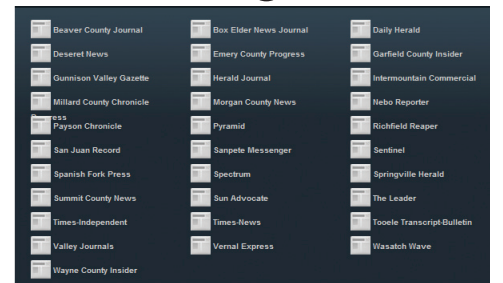 Beaver County Journal Box Elder News Journal Daily Herald
Deseret News Emery County Progress Garfield County Insider
Gunnison Valley Gazette Herald Journal Intermountain Commercial
Millard County Chronicle Morgan County News Nebo Reporter
Payson Chronicle Pyramid Richfield Reaper
San Juan Record Sanpete Messenger Sentinel
Spanish Fork Press Spectrum Springville Herald
Summit County News Sun Advocate The Leader
Times-Independent Times-News Tooele Transcript-Bulletin
Valley Journals Vernal Express Wasatch Wave
Wayne County Insider